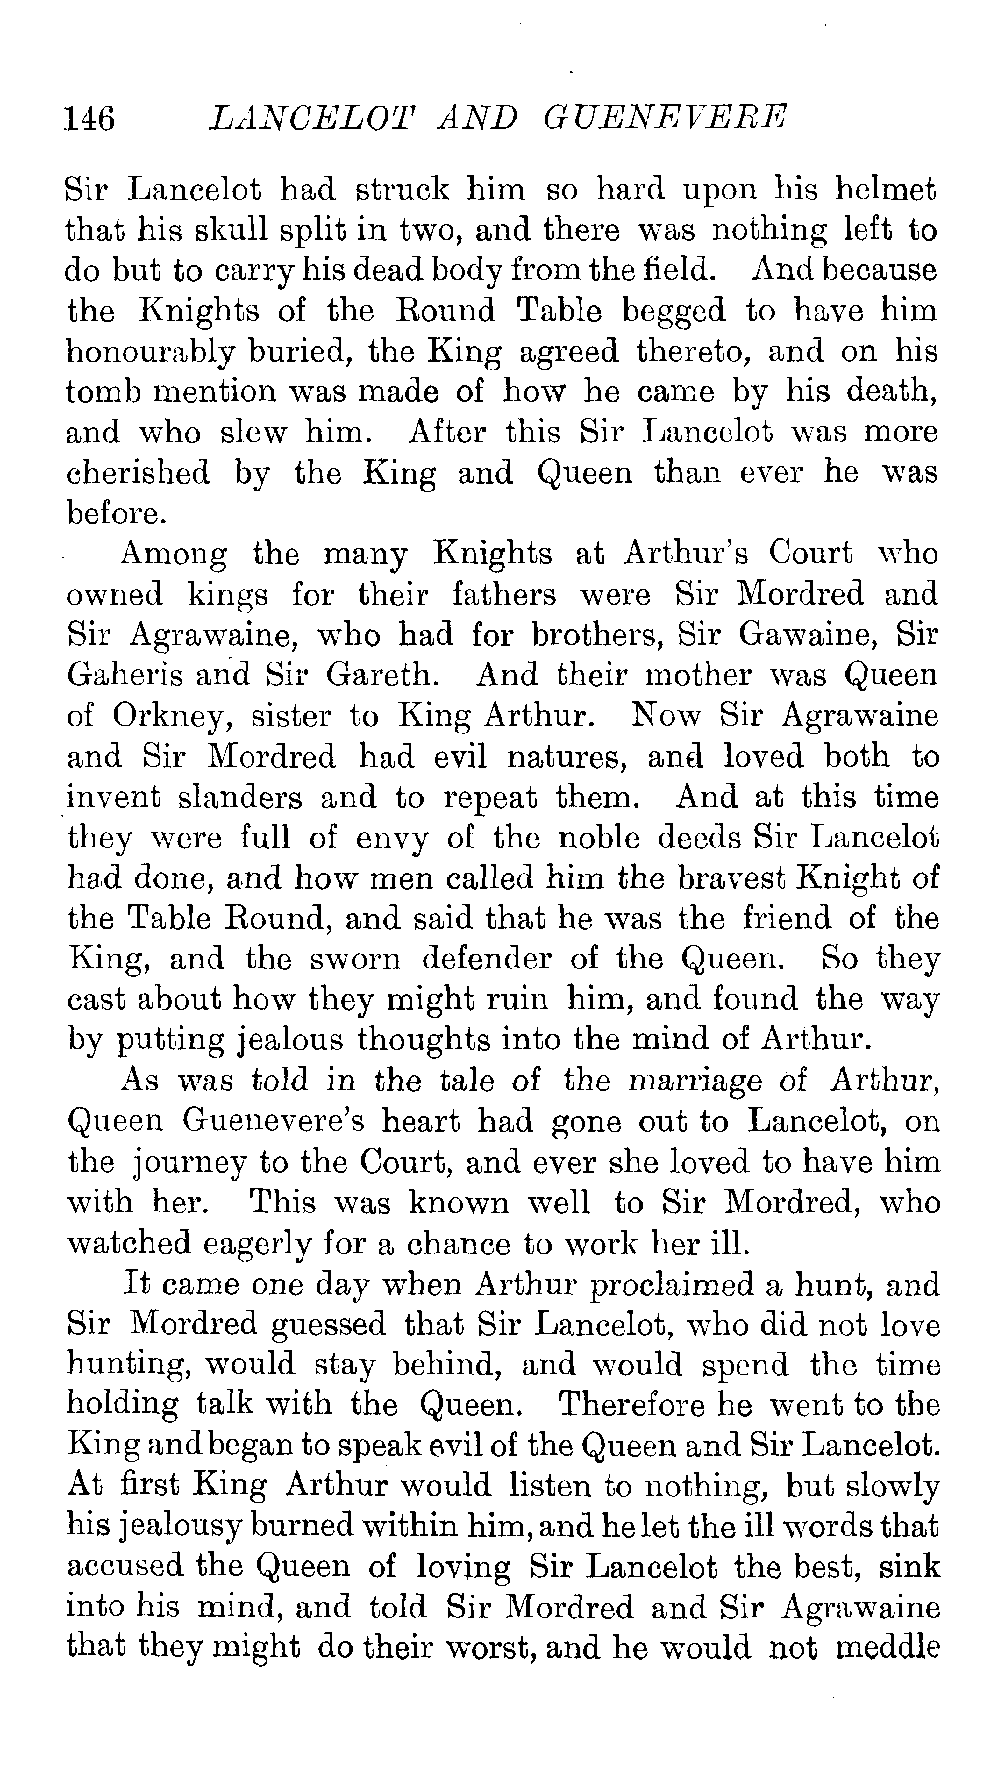 146 LANCELOT AND GUENEVERE
Sir Lancelot had struck him so hard upon his helmet
that his skull split in two, and there was nothing left to
do but to carry his dead body from the field. And because
the Knights of the Round Table begged to have him
honourably buried, the King agreed thereto, and on his
tomb mention was made of how he came by his death,
and who slew him. After this Sir Lancelot was more
cherished by the King and Queen than ever he was
before.
Among the many Knights at Arthur's Court who
owned kings for their fathers were Sir Mordred and
Sir Agrawaine, who had for brothers, Sir Gawaine, Sir
Gaheris and Sir Gareth. And their mother was Queen
of Orkney, sister to King Arthur. Now Sir Agrawaine
and Sir Mordred had evil natures, and loved both to
invent slanders and to repeat them. And at this time
they were full of envy of the noble deeds Sir Lancelot
had done, and how men called him the bravest Knight of
the Table Round, and said that he was the friend of the
King, and the sworn defender of the Queen. So they
cast about how they might ruin him, and found the way
by putting jealous thoughts into the mind of Arthur.
As was told in the tale of the marriage of Arthur,
Queen Guenevere's heart had gone out to Lancelot, on
the journey to the Court, and ever she loved to have him
with her. This was known well to Sir Mordred, who
watched eagerly for a chance to work her ill.
It came one day when Arthur proclaimed a hunt, and
Sir Mordred guessed that Sir Lancelot, who did not love
hunting, would stay behind, and would spend the time
holding talk with the Queen. Therefore he went to the
King and began to speak evil of the Queen and Sir Lancelot.
At first King Arthur would listen to nothing, but slowly
his jealousy burned within him, and he let the ill words that
accused the Queen of loving Sir Lancelot the best, sink
into his mind, and told Sir Mordred and Sir Agrawaine
that they might do their worst, and he would not meddle